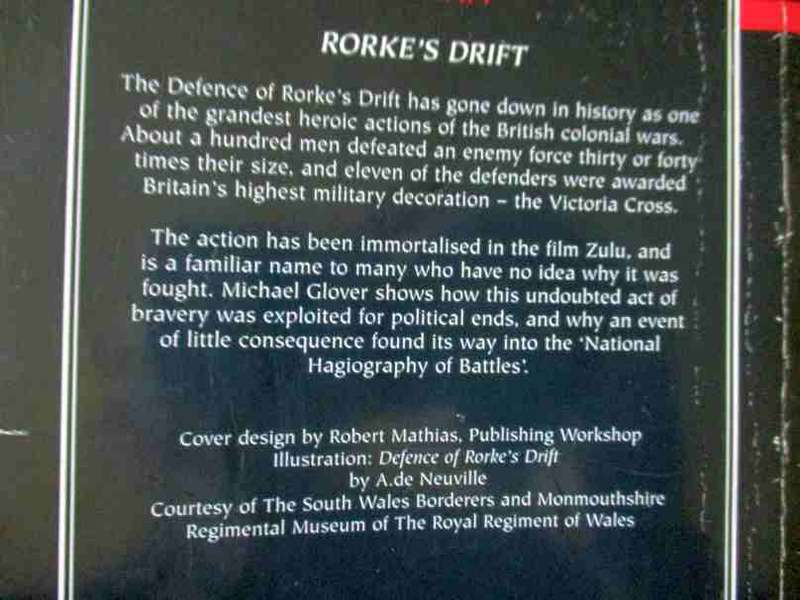 RORKE'S DRIFT
The Defence of Rorke's Drift has gone down in history as one
of the grandest heroic actions of the British colonial wars.
About a hundred men defeated an enemy force thirty or forty
times their size, and eleven of the defenders were awarded
Britain's highest military decoration – the Victoria Cross.
The action has been immortalised in the film Zulu, and
is a familiar name to many who have no idea why it was
fought. Michael Glover shows how this undoubted act of
bravery was exploited for political ends, and why an event
of little consequence found its way into the 'National
Hagiography of Battles'.
Cover design by Robert Mathias, Publishing Workshop
Illustration: Defence of Rorke's Drift
by A.de Neuville
Courtesy of The South Wales Borderers and Monmouthshire
Regimental Museum of The Royal Regiment of Wales